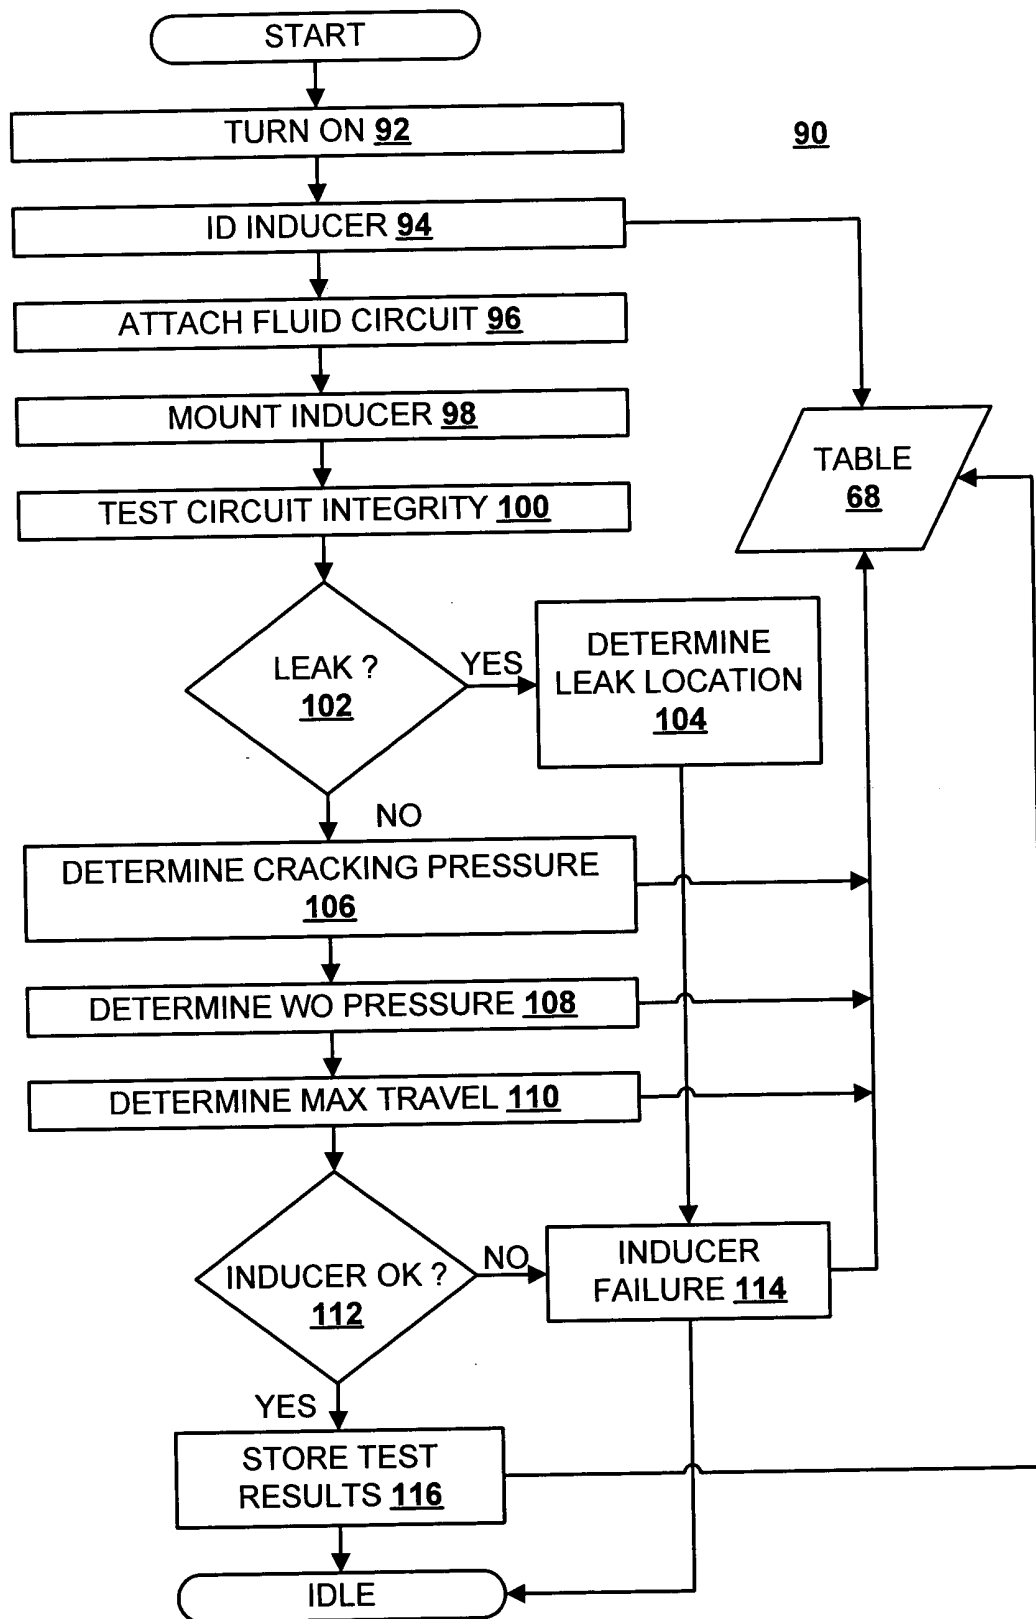 START
TURN ON 92
90
ID INDUCER 94
ATTACH FLUID CIRCUIT 96
MOUNT INDUCER 98
TABLE
68
TEST CIRCUIT INTEGRITY 100
LEAK ?
102
YES
DETERMINE
LEAK LOCATION
104
NO
DETERMINE CRACKING PRESSURE
106
DETERMINE WO PRESSURE 108
DETERMINE MAX TRAVEL 110
INDUCER OK ?
112
NO
INDUCER
FAILURE 114
YES
STORE TEST
RESULTS 116
IDLE